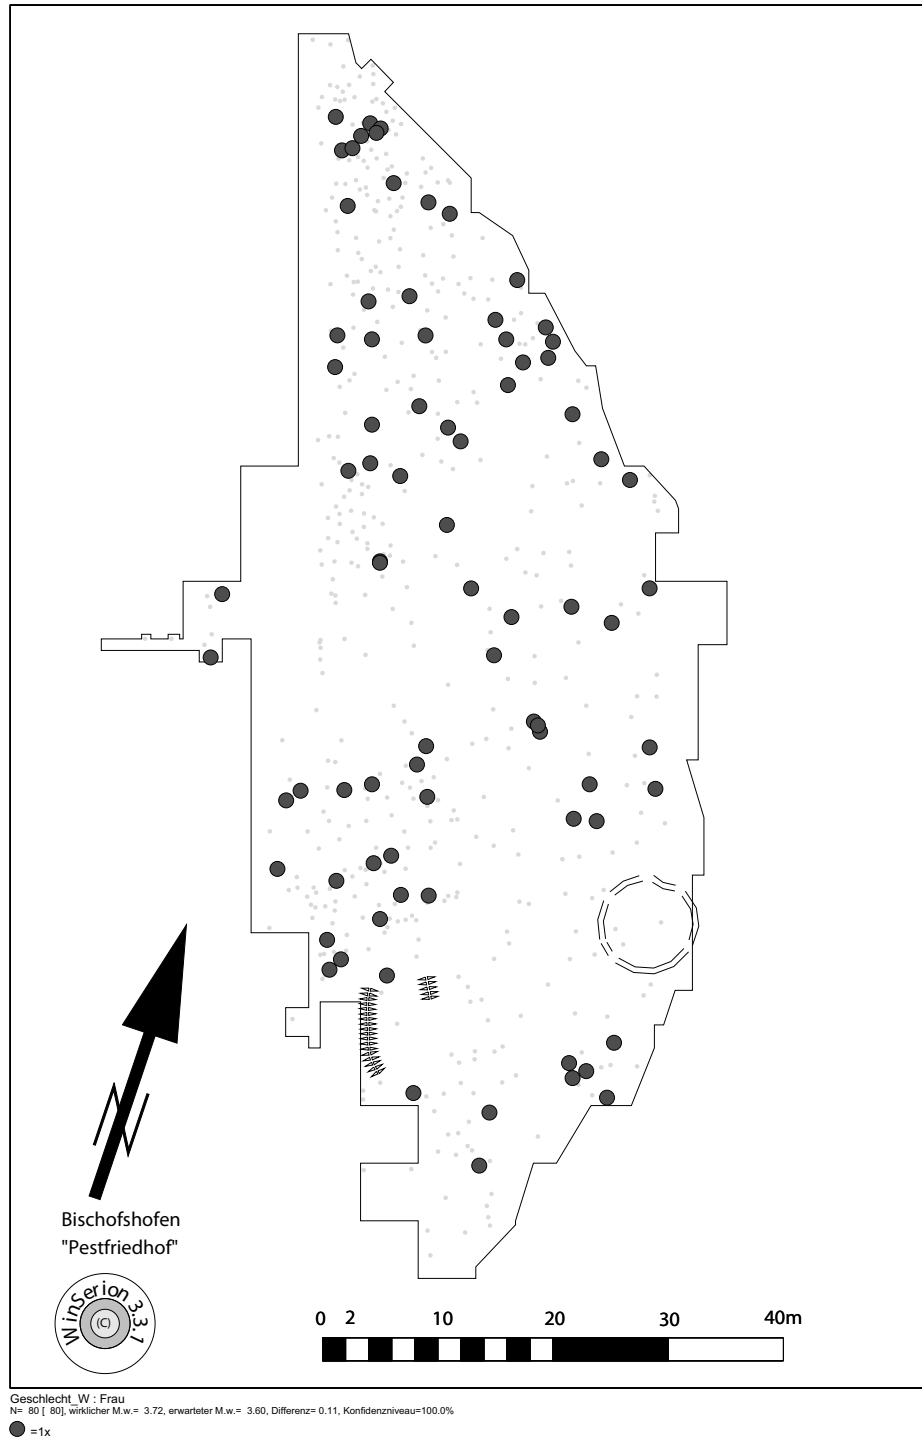 Bischofshofen
"Pestfriedhof"
WinSerion 3.3.1
(C)
0 2 10 20 30 40m
Geschlecht_W : Frau
N= 80 [ 80], wirklicher M.w.= 3.72, erwarteter M.w.= 3.60, Differenz= 0.11, Konfidenzniveau=100.0%
=1x